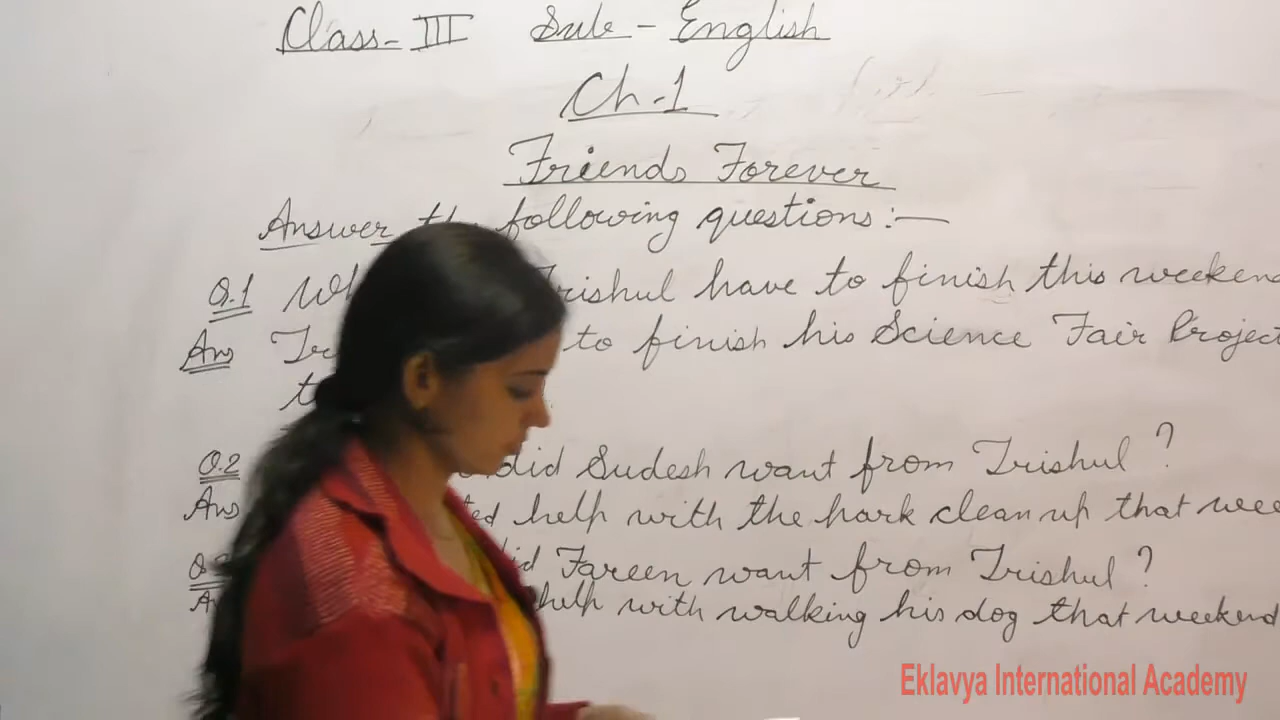 Class-III Sub-English
Ch-1
Friends Forever
Answer the following questions:-
Q.1 Wh Trishul have to finish this weekend
Ans Tr to finish his Science Fair Project
t
Q.2 did Sudesh want from Trishul?
Ans ted help with the park clean up that wee
Q.3 did Fareen want from Trishul?
Ans help with walking his dog that weekend
Eklavya International Academy